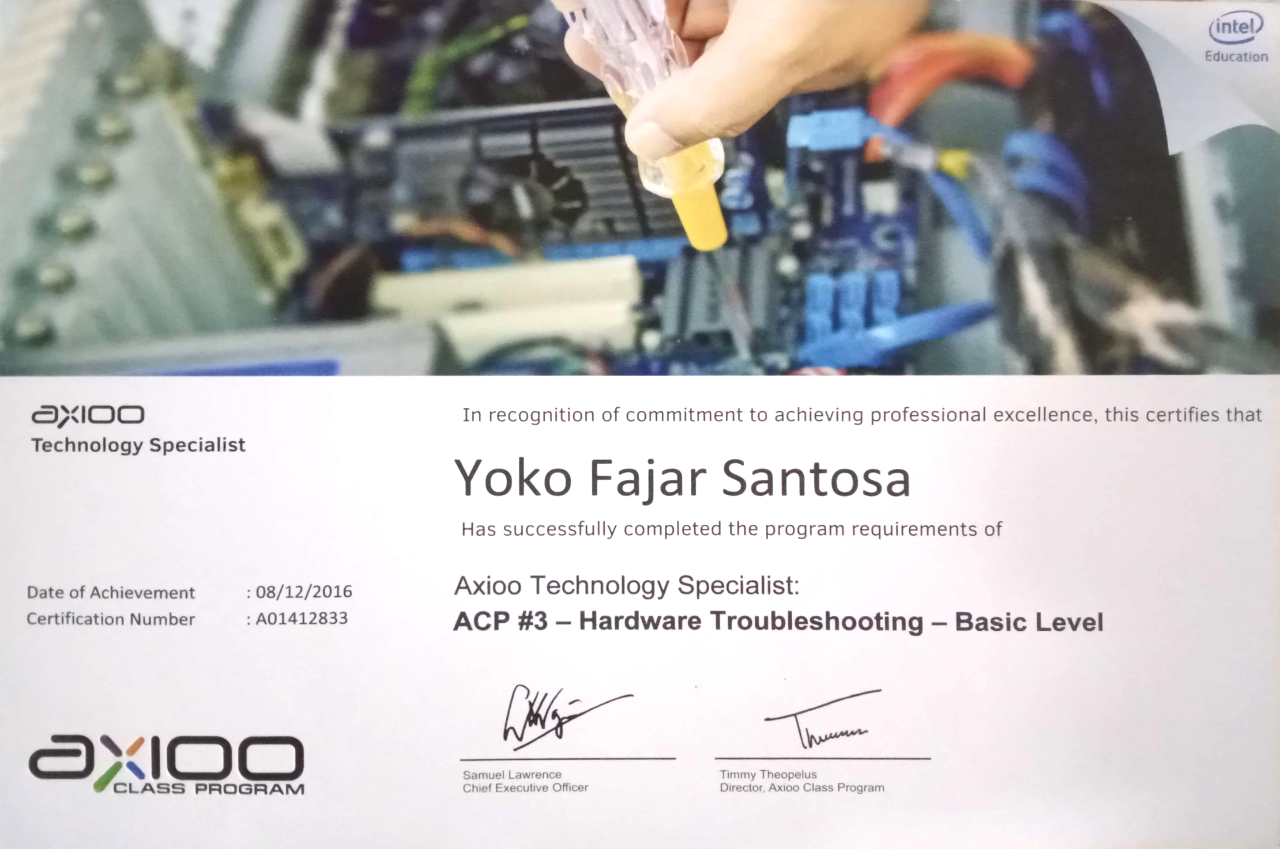 intel
Education
axioo
Technology Specialist
In recognition of commitment to achieving professional excellence, this certifies that
Yoko Fajar Santosa
Has successfully completed the program requirements of
Date of Achievement : 08/12/2016
Certification Number : A01412833
Axioo Technology Specialist:
ACP #3 – Hardware Troubleshooting – Basic Level
axioo
CLASS PROGRAM
Samuel Lawrence
Chief Executive Officer
Timmy Theopelus
Director, Axioo Class Program